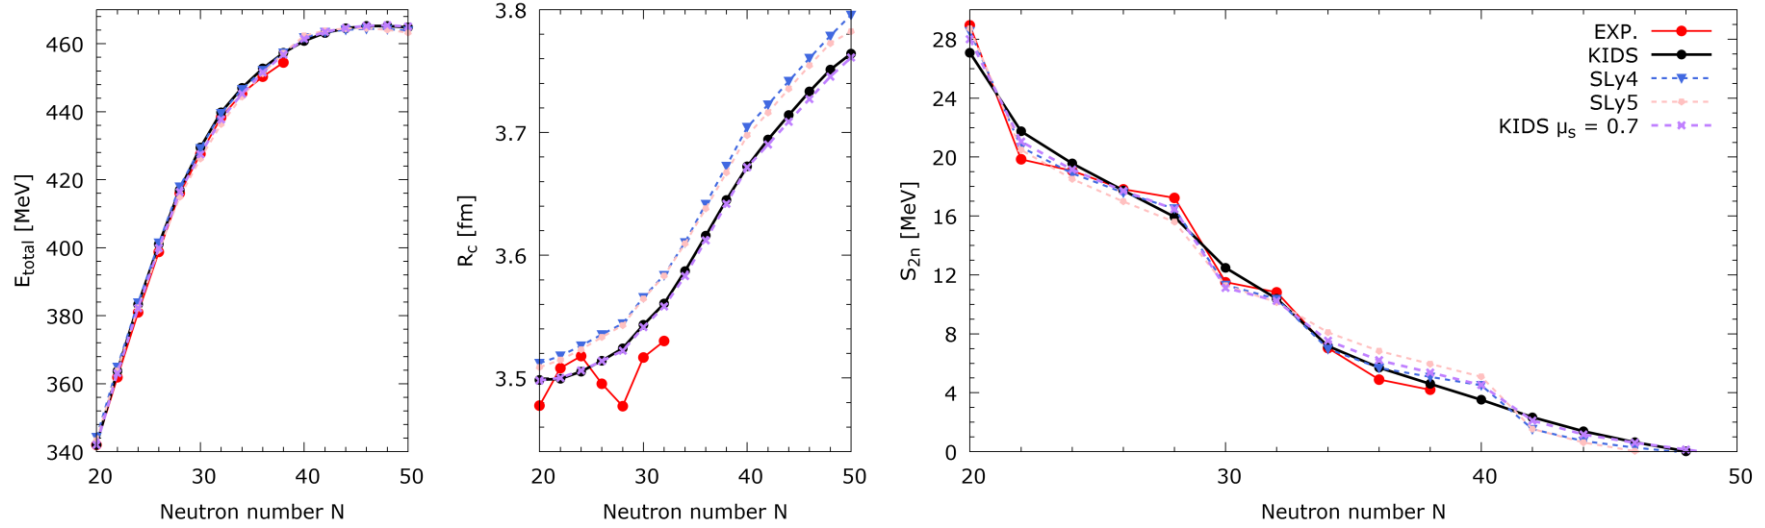 E_total [MeV]
460
440
420
400
380
360
340
20
30
40
50
Neutron number N
R_c [fm]
3.8
3.7
3.6
3.5
20
30
40
50
Neutron number N
S_2n [MeV]
28
24
20
16
12
8
4
0
EXP.
KIDS
SLy4
SLy5
KIDS μ_s = 0.7
20
30
40
50
Neutron number N